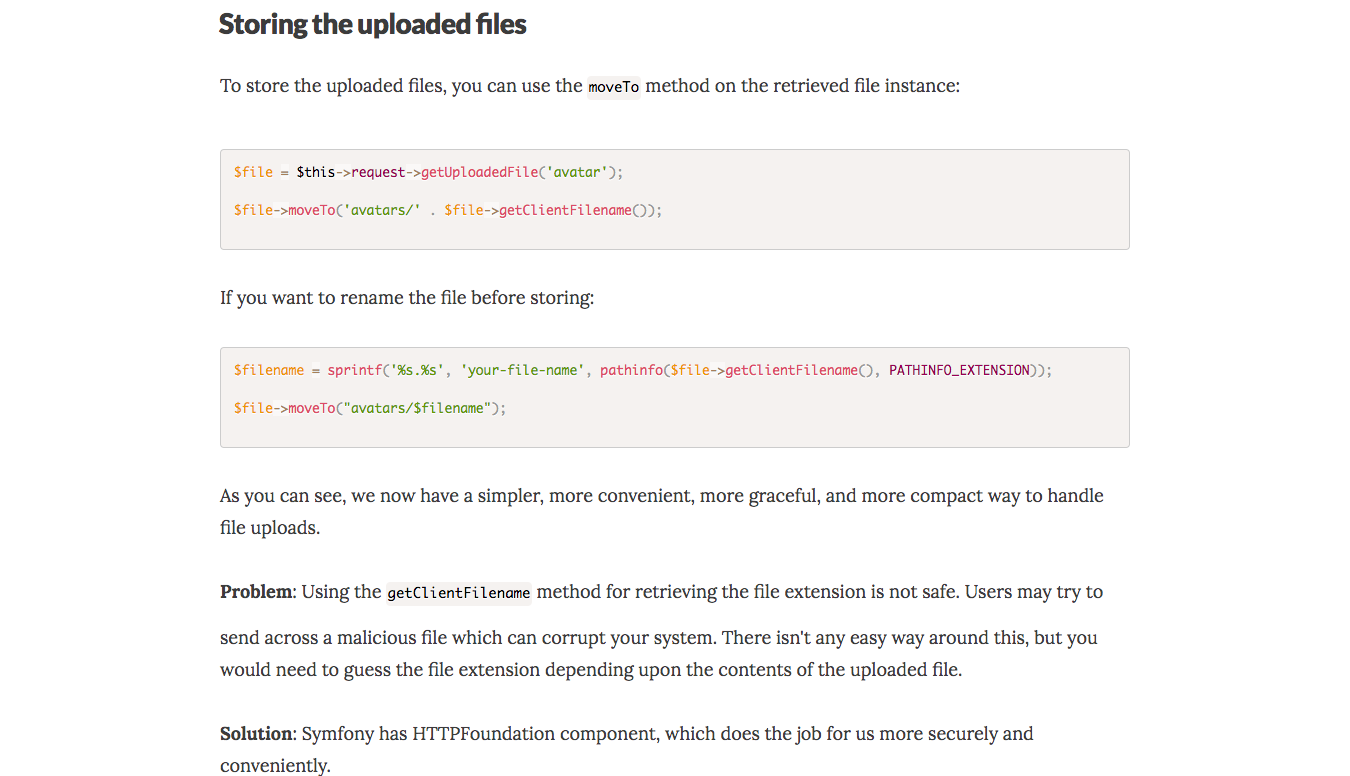 Storing the uploaded files
To store the uploaded files, you can use the moveTo method on the retrieved file instance:
$file = $this->request->getUploadedFile('avatar');
$file->moveTo('avatars/' . $file->getClientFilename());
If you want to rename the file before storing:
$filename = sprintf('%s.%s', 'your-file-name', pathinfo($file->getClientFilename(), PATHINFO_EXTENSION));
$file->moveTo("avatars/$filename");
As you can see, we now have a simpler, more convenient, more graceful, and more compact way to handle
file uploads.
Problem: Using the getClientFilename method for retrieving the file extension is not safe. Users may try to
send across a malicious file which can corrupt your system. There isn't any easy way around this, but you
would need to guess the file extension depending upon the contents of the uploaded file.
Solution: Symfony has HTTPFoundation component, which does the job for us more securely and
conveniently.